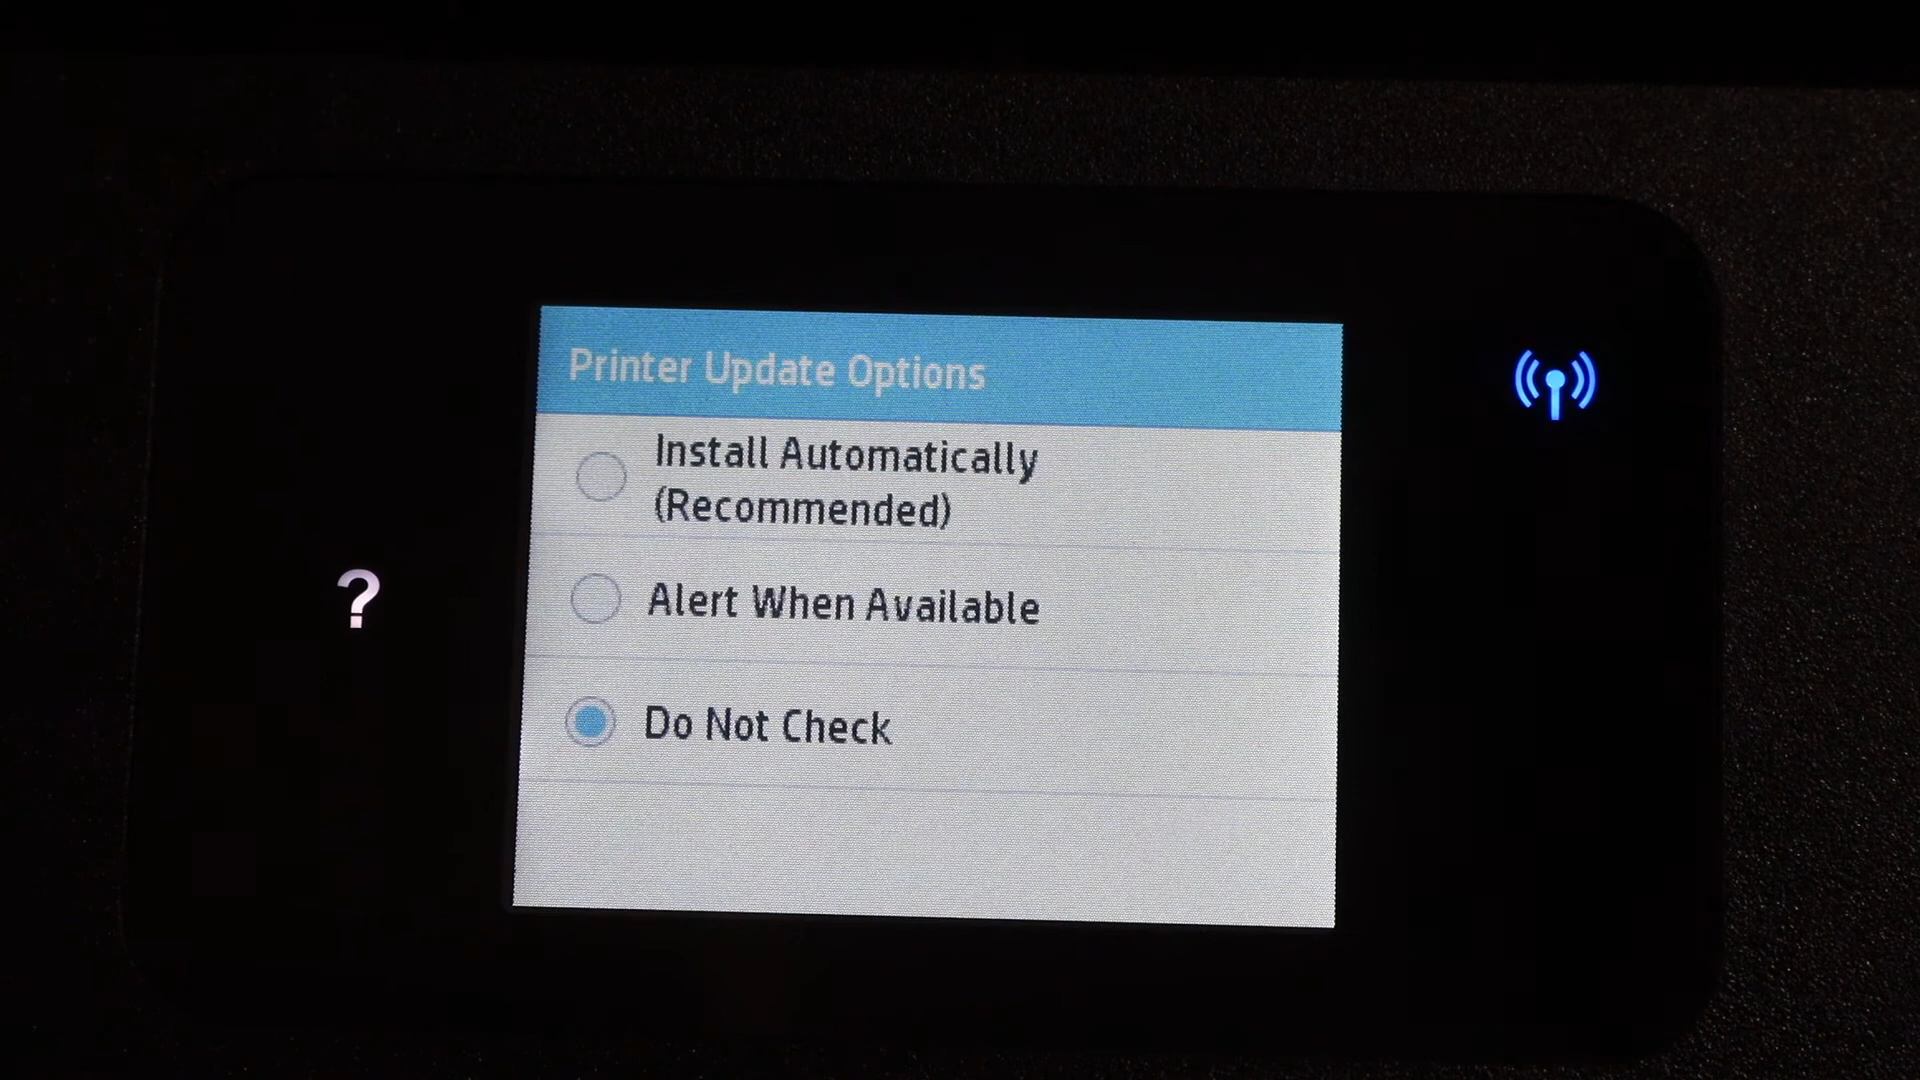 Printer Update Options
Install Automatically
(Recommended)
Alert When Available
Do Not Check
?